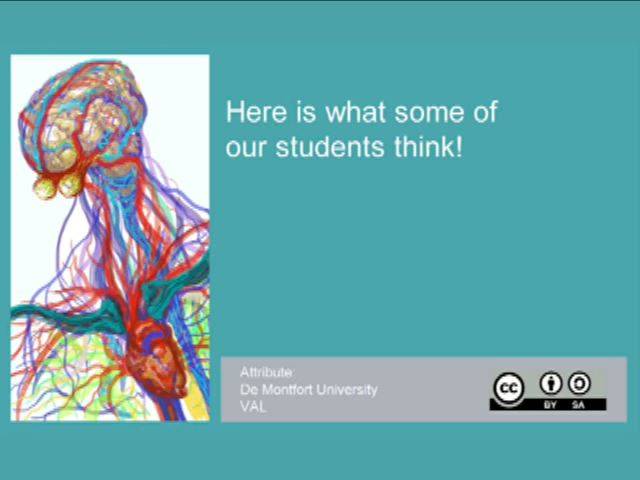 Here is what some of
our students think!
Attribute:
De Montfort University
VAL
cc
BY SA